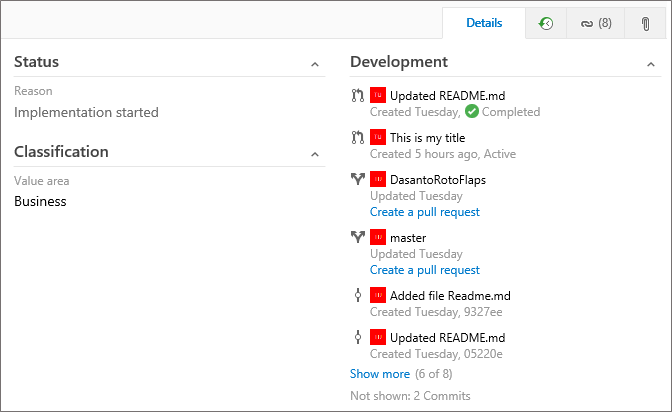 Details
(8)
Status
Reason
Implementation started
Classification
Value area
Business
Development
Updated README.md
Created Tuesday, Completed
This is my title
Created 5 hours ago, Active
DasantoRotoFlaps
Updated Tuesday
Create a pull request
master
Updated Tuesday
Create a pull request
Added file Readme.md
Created Tuesday, 9327ee
Updated README.md
Created Tuesday, 05220e
Show more (6 of 8)
Not shown: 2 Commits